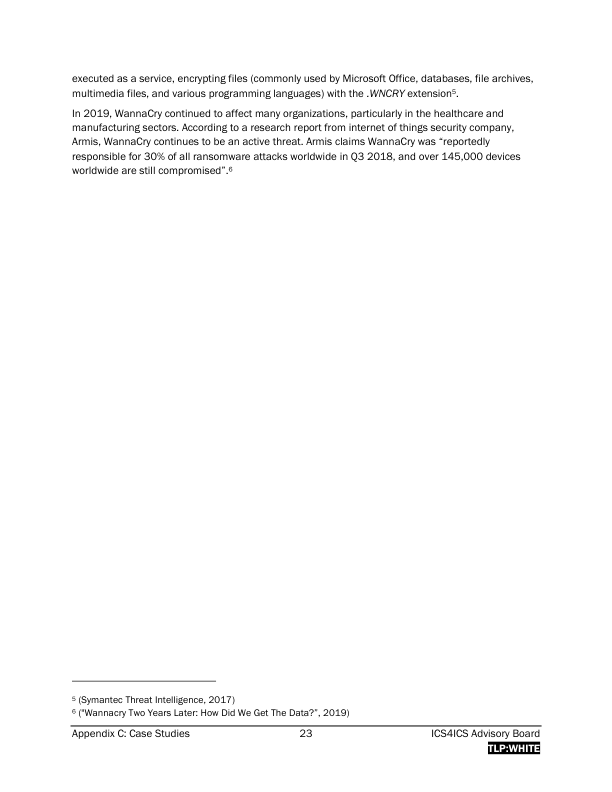 executed as a service, encrypting files (commonly used by Microsoft Office, databases, file archives,
multimedia files, and various programming languages) with the .WNCRY extension⁵.
In 2019, WannaCry continued to affect many organizations, particularly in the healthcare and
manufacturing sectors. According to a research report from internet of things security company,
Armis, WannaCry continues to be an active threat. Armis claims WannaCry was “reportedly
responsible for 30% of all ransomware attacks worldwide in Q3 2018, and over 145,000 devices
worldwide are still compromised”.⁶
⁵ (Symantec Threat Intelligence, 2017)
⁶ (“Wannacry Two Years Later: How Did We Get The Data?”, 2019)
Appendix C: Case Studies 23 ICS4ICS Advisory Board
TLP:WHITE